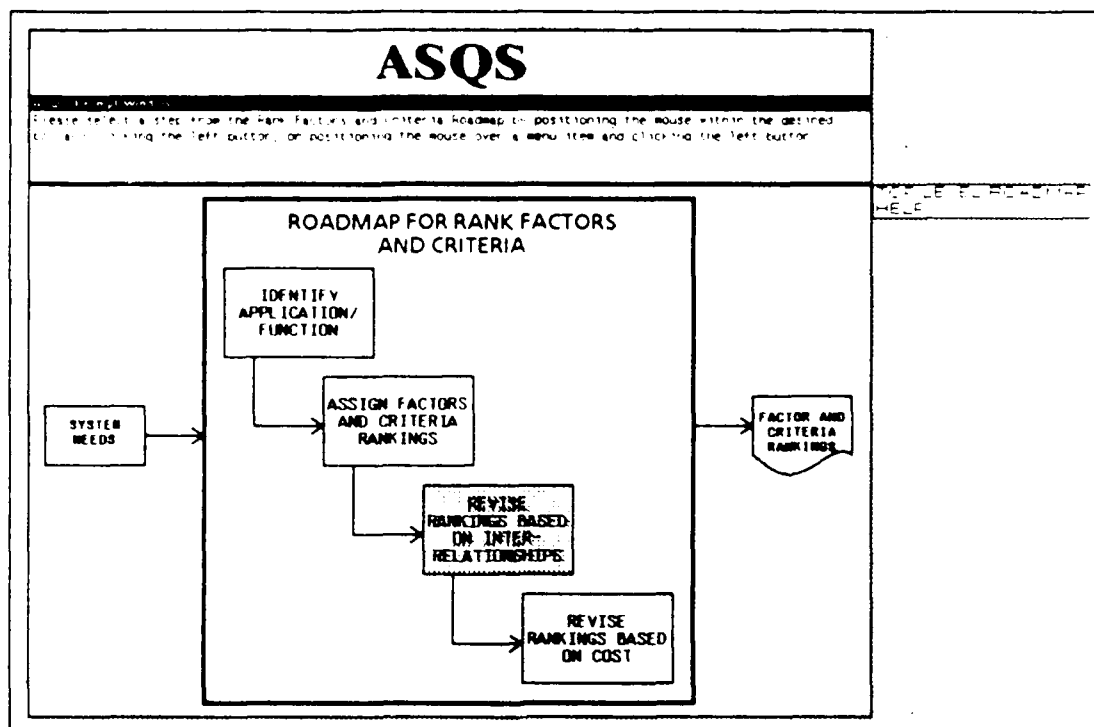 ASQS
Please select a step from the Rank Factors and Criteria Roadmap by positioning the mouse within the desired
the left button, or positioning the mouse over a menu item and clicking the left button
HELP
ROADMAP FOR RANK FACTORS
AND CRITERIA
IDENTIFY
APPLICATION/
FUNCTION
ASSIGN FACTORS
AND CRITERIA
RANKINGS
SYSTEM
NEEDS
FACTOR AND
CRITERIA
RANKINGS
REVISE
RANKINGS BASED
ON INTER-
RELATIONSHIPS
REVISE
RANKINGS BASED
ON COST